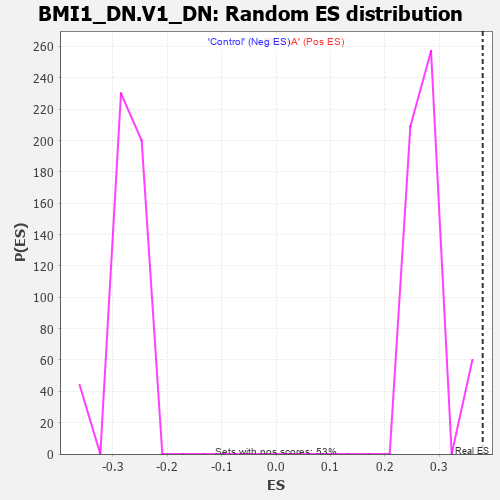 BMI1_DN.V1_DN: Random ES distribution
'Control' (Neg ES)
A' (Pos ES)
P(ES)
260
240
220
200
180
160
140
120
100
80
60
40
20
0
Sets with pos scores: 53%
Real ES
-0.3 -0.2 -0.1 0.0 0.1 0.2 0.3
ES